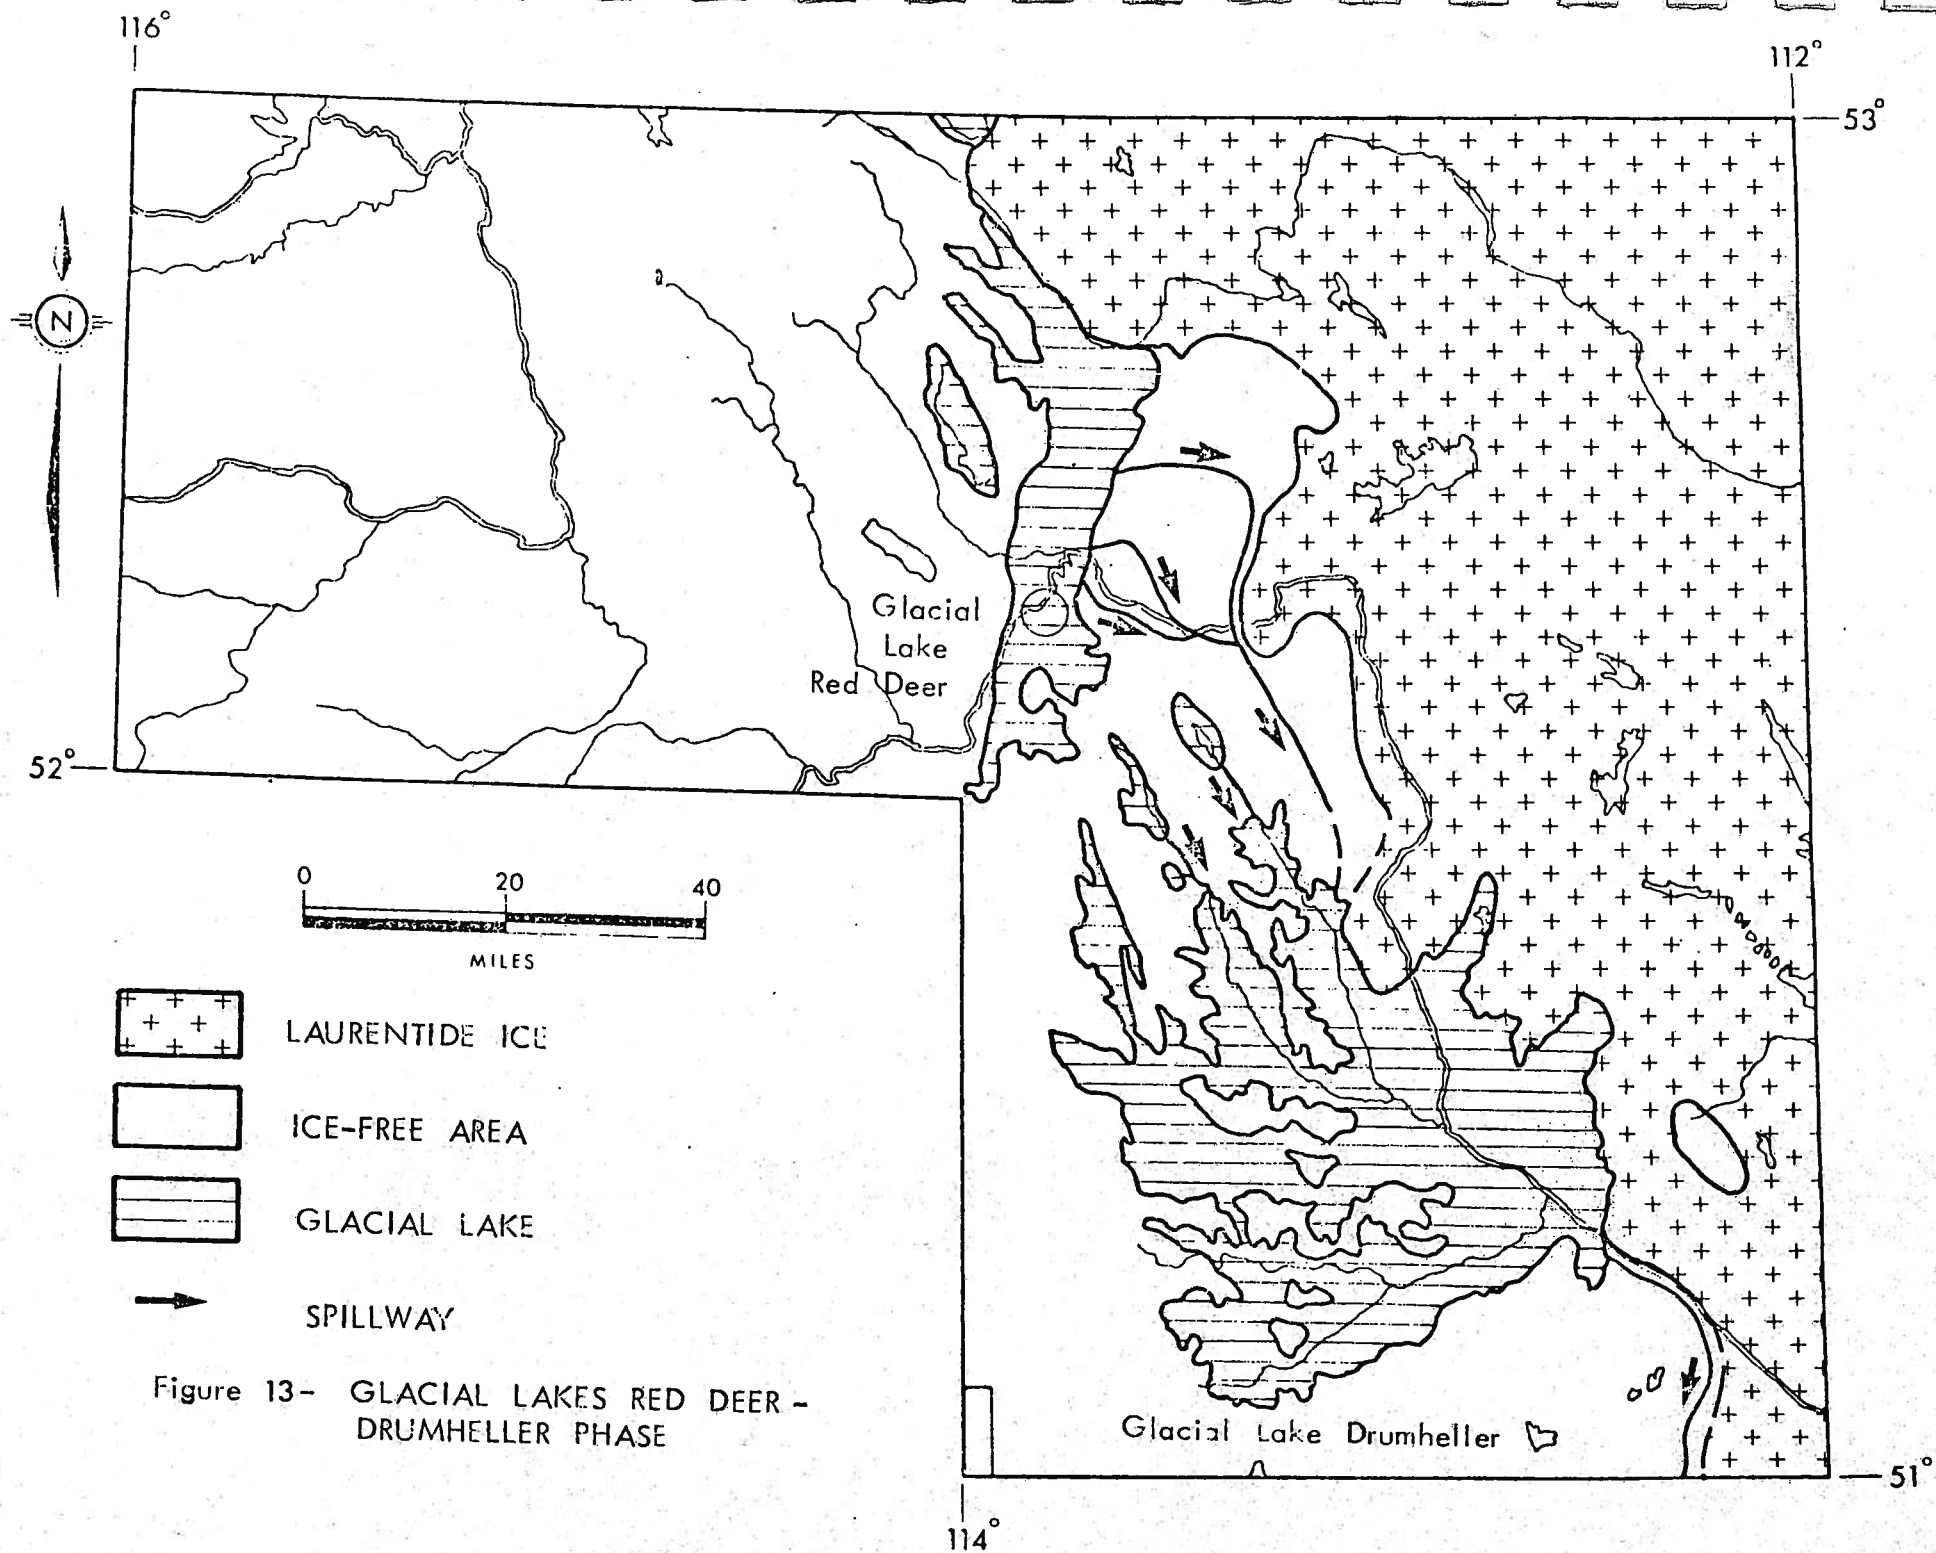 116°
112°
53°
N
Glacial
Lake
Red Deer
52°
0 20 40
MILES
LAURENTIDE ICE
ICE-FREE AREA
GLACIAL LAKE
SPILLWAY
Figure 13- GLACIAL LAKES RED DEER -
DRUMHELLER PHASE
Glacial Lake Drumheller
51°
114°